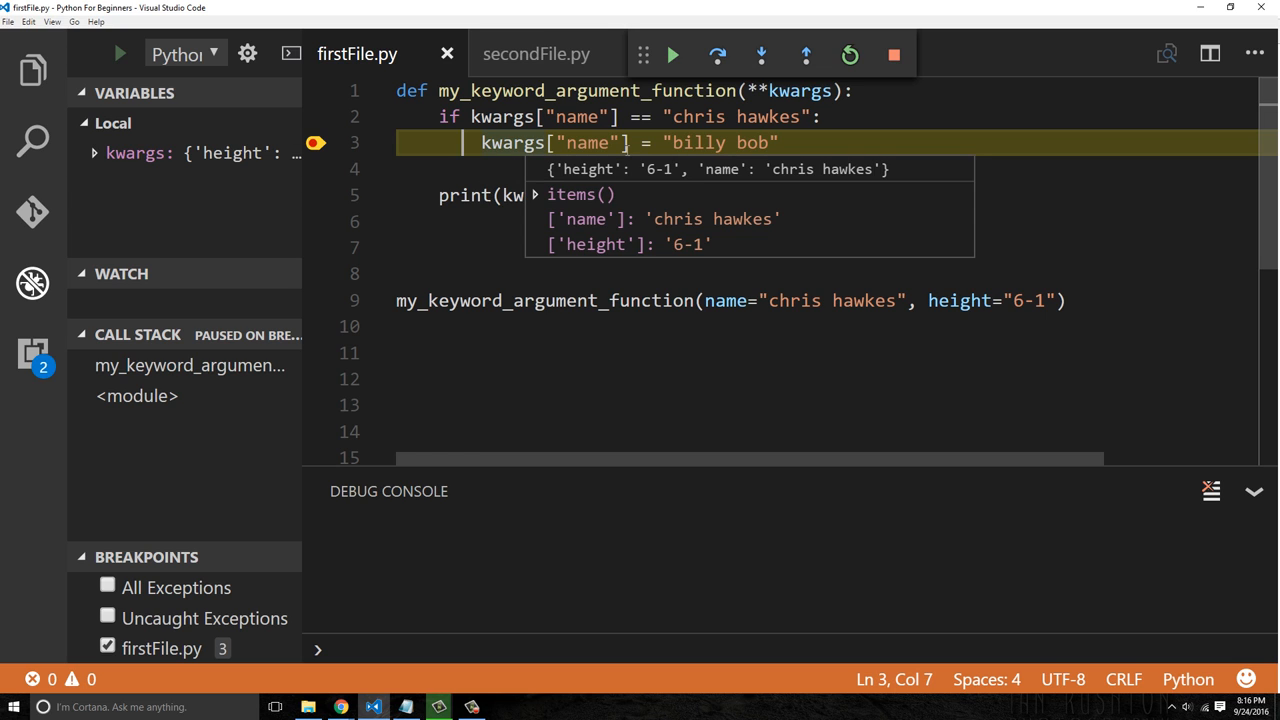 firstFile.py - Python For Beginners - Visual Studio Code
File Edit View Go Help
Pythor
firstFile.py
secondFile.py
VARIABLES
Local
kwargs: {'height': ...
WATCH
CALL STACK PAUSED ON BRE...
my_keyword_argumen...
<module>
BREAKPOINTS
All Exceptions
Uncaught Exceptions
firstFile.py 3
2
1 def my_keyword_argument_function(**kwargs):
2 if kwargs["name"] == "chris hawkes":
3 kwargs["name"] = "billy bob"
4
5 print(kw
6
7
8
9 my_keyword_argument_function(name="chris hawkes", height="6-1")
10
11
12
13
14
15
{'height': '6-1', 'name': 'chris hawkes'}
items()
['name']: 'chris hawkes'
['height']: '6-1'
DEBUG CONSOLE
0 0
Ln 3, Col 7 Spaces: 4 UTF-8 CRLF Python
I'm Cortana. Ask me anything.
8:16 PM
9/24/2016